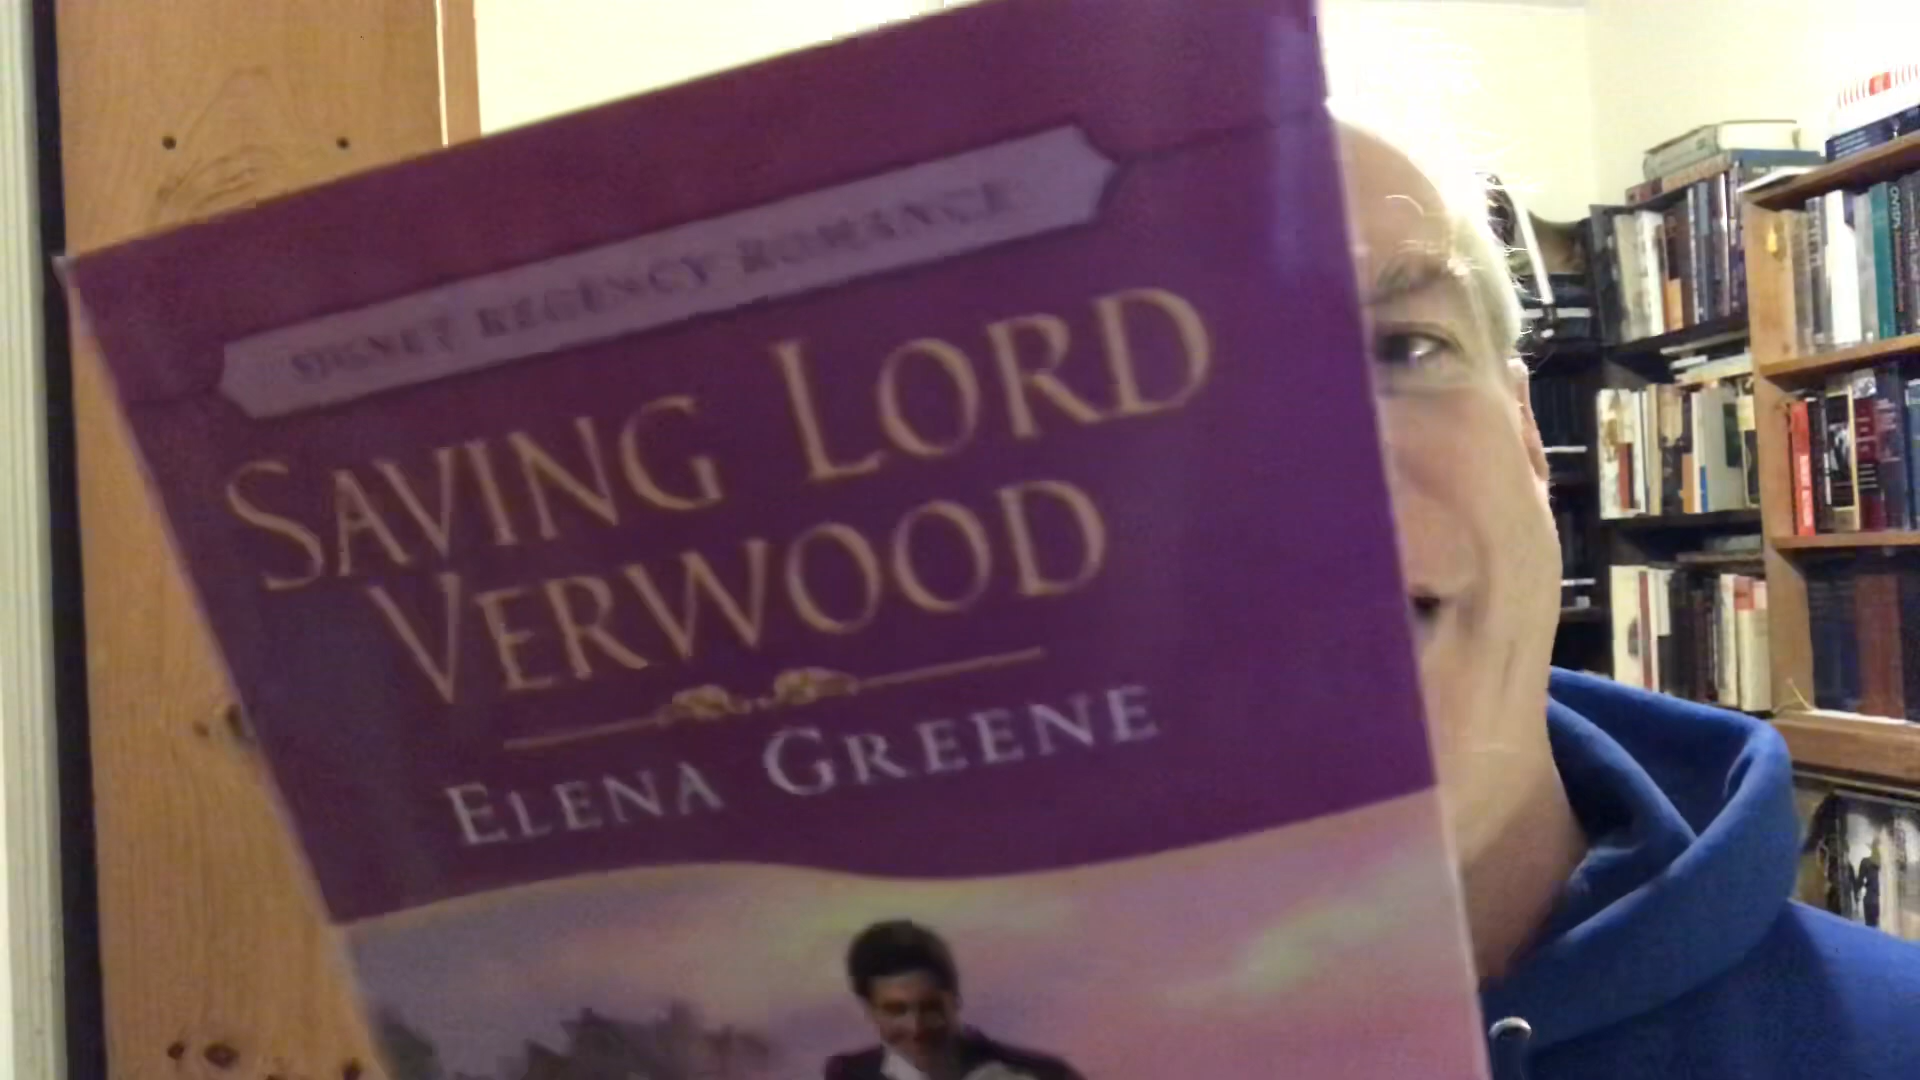 SIGNET REGENCY ROMANCE
SAVING LORD
VERWOOD
ELENA GREENE